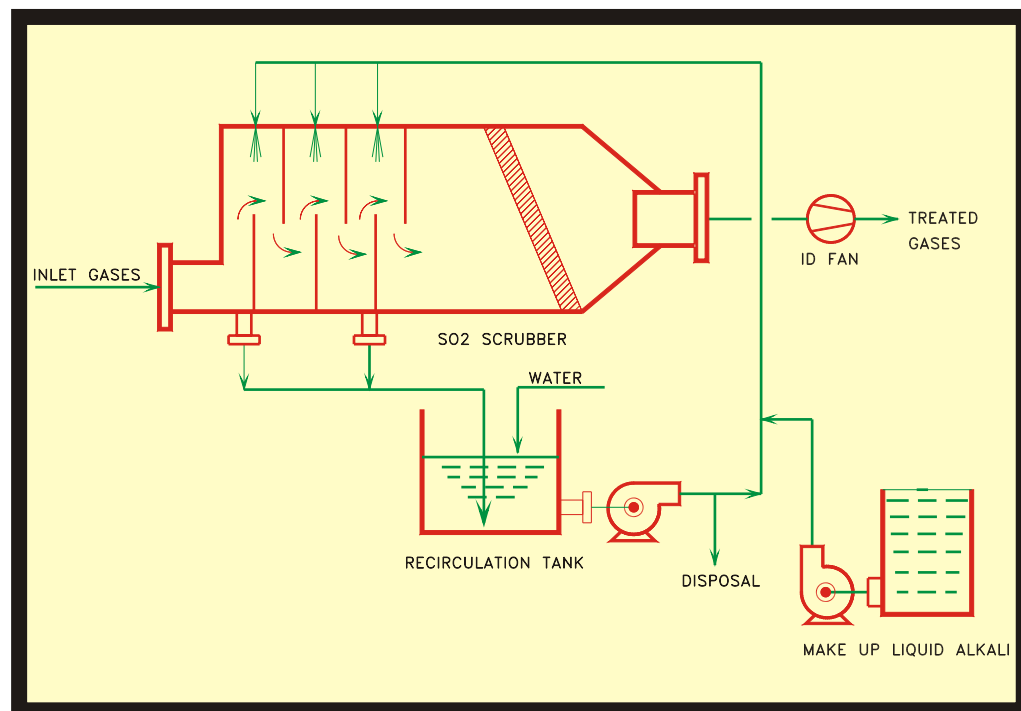 TREATED
GASES
ID FAN
INLET GASES
SO2 SCRUBBER
WATER
RECIRCULATION TANK
DISPOSAL
MAKE UP LIQUID ALKALI